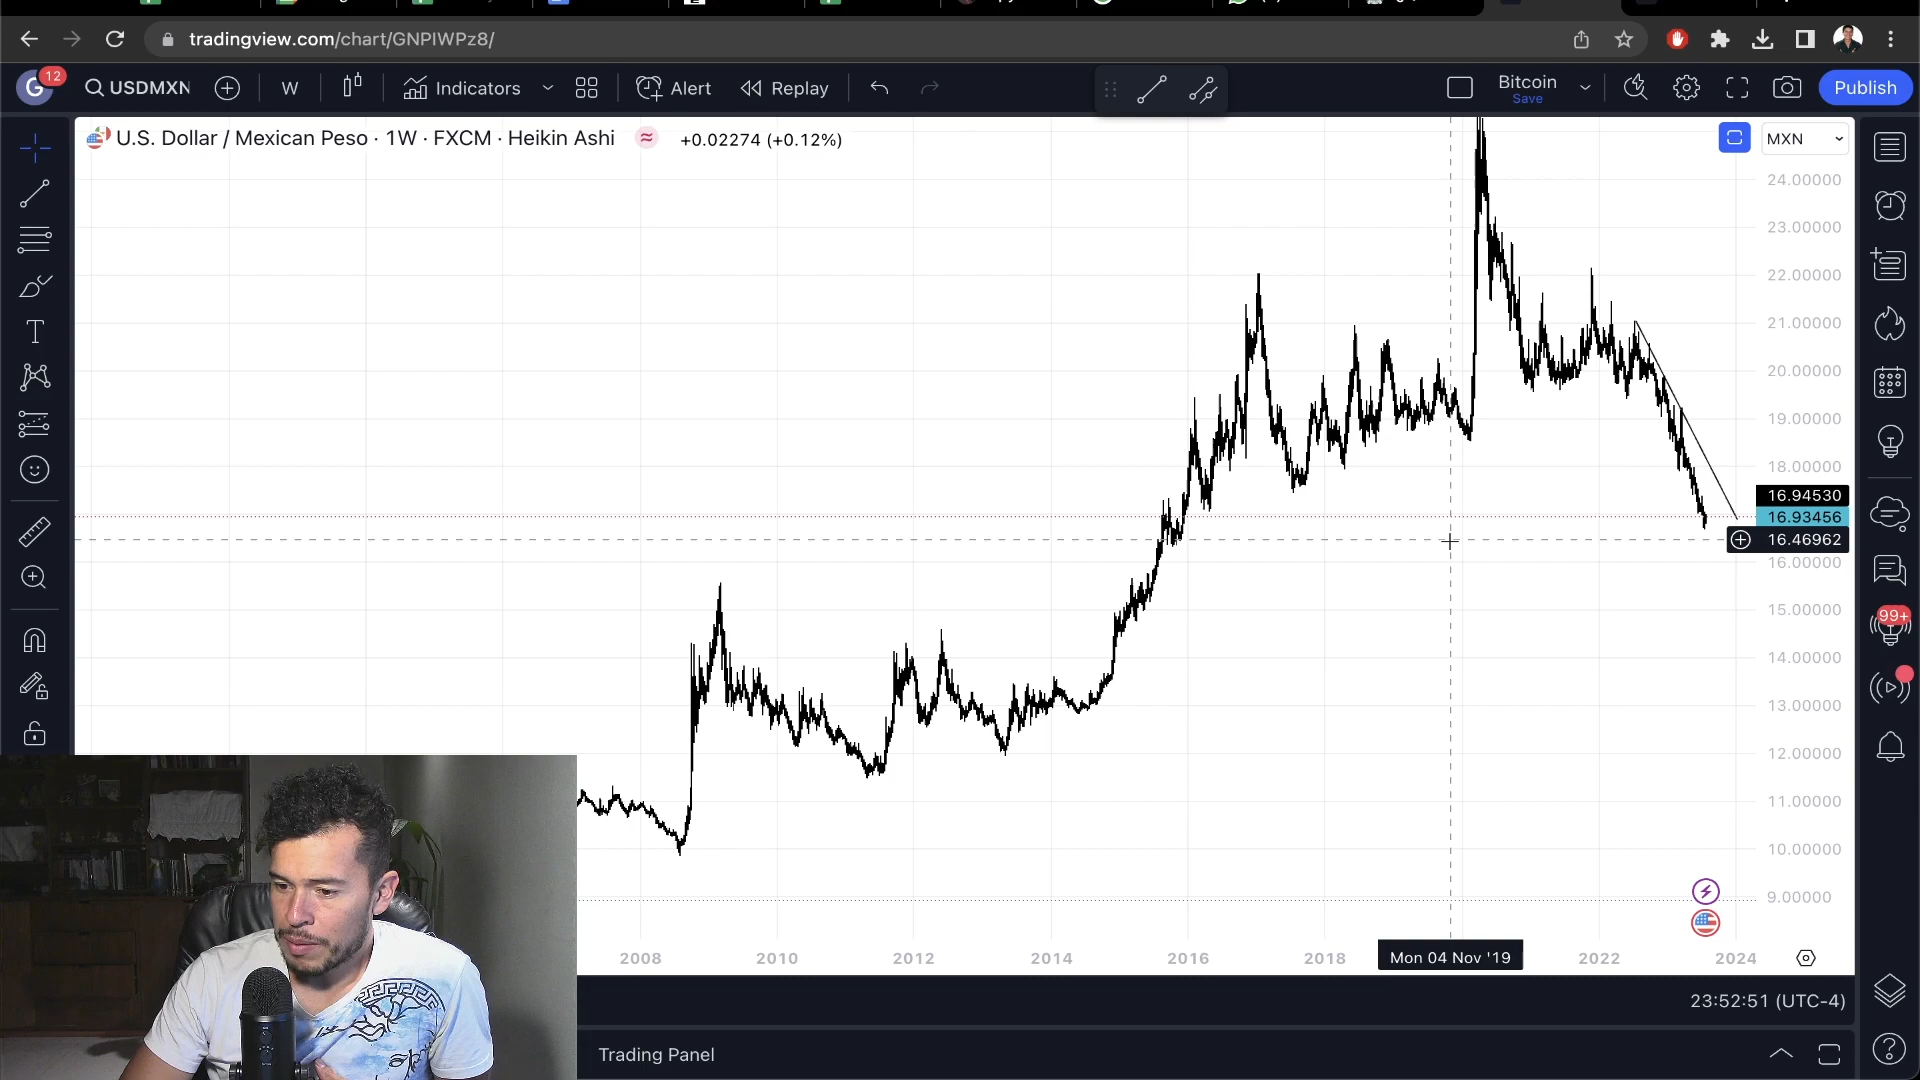 tradingview.com/chart/GNPIWPz8/
G
12
USDMXN
W
Indicators
Alert
Replay
Bitcoin
Save
Publish
U.S. Dollar / Mexican Peso · 1W · FXCM · Heikin Ashi
≈
+0.02274 (+0.12%)
MXN
24.00000
23.00000
22.00000
21.00000
20.00000
19.00000
18.00000
16.94530
16.93456
16.46962
16.00000
15.00000
14.00000
13.00000
12.00000
11.00000
10.00000
9.00000
99+
2008
2010
2012
2014
2016
2018
Mon 04 Nov '19
2022
2024
23:52:51 (UTC-4)
Trading Panel